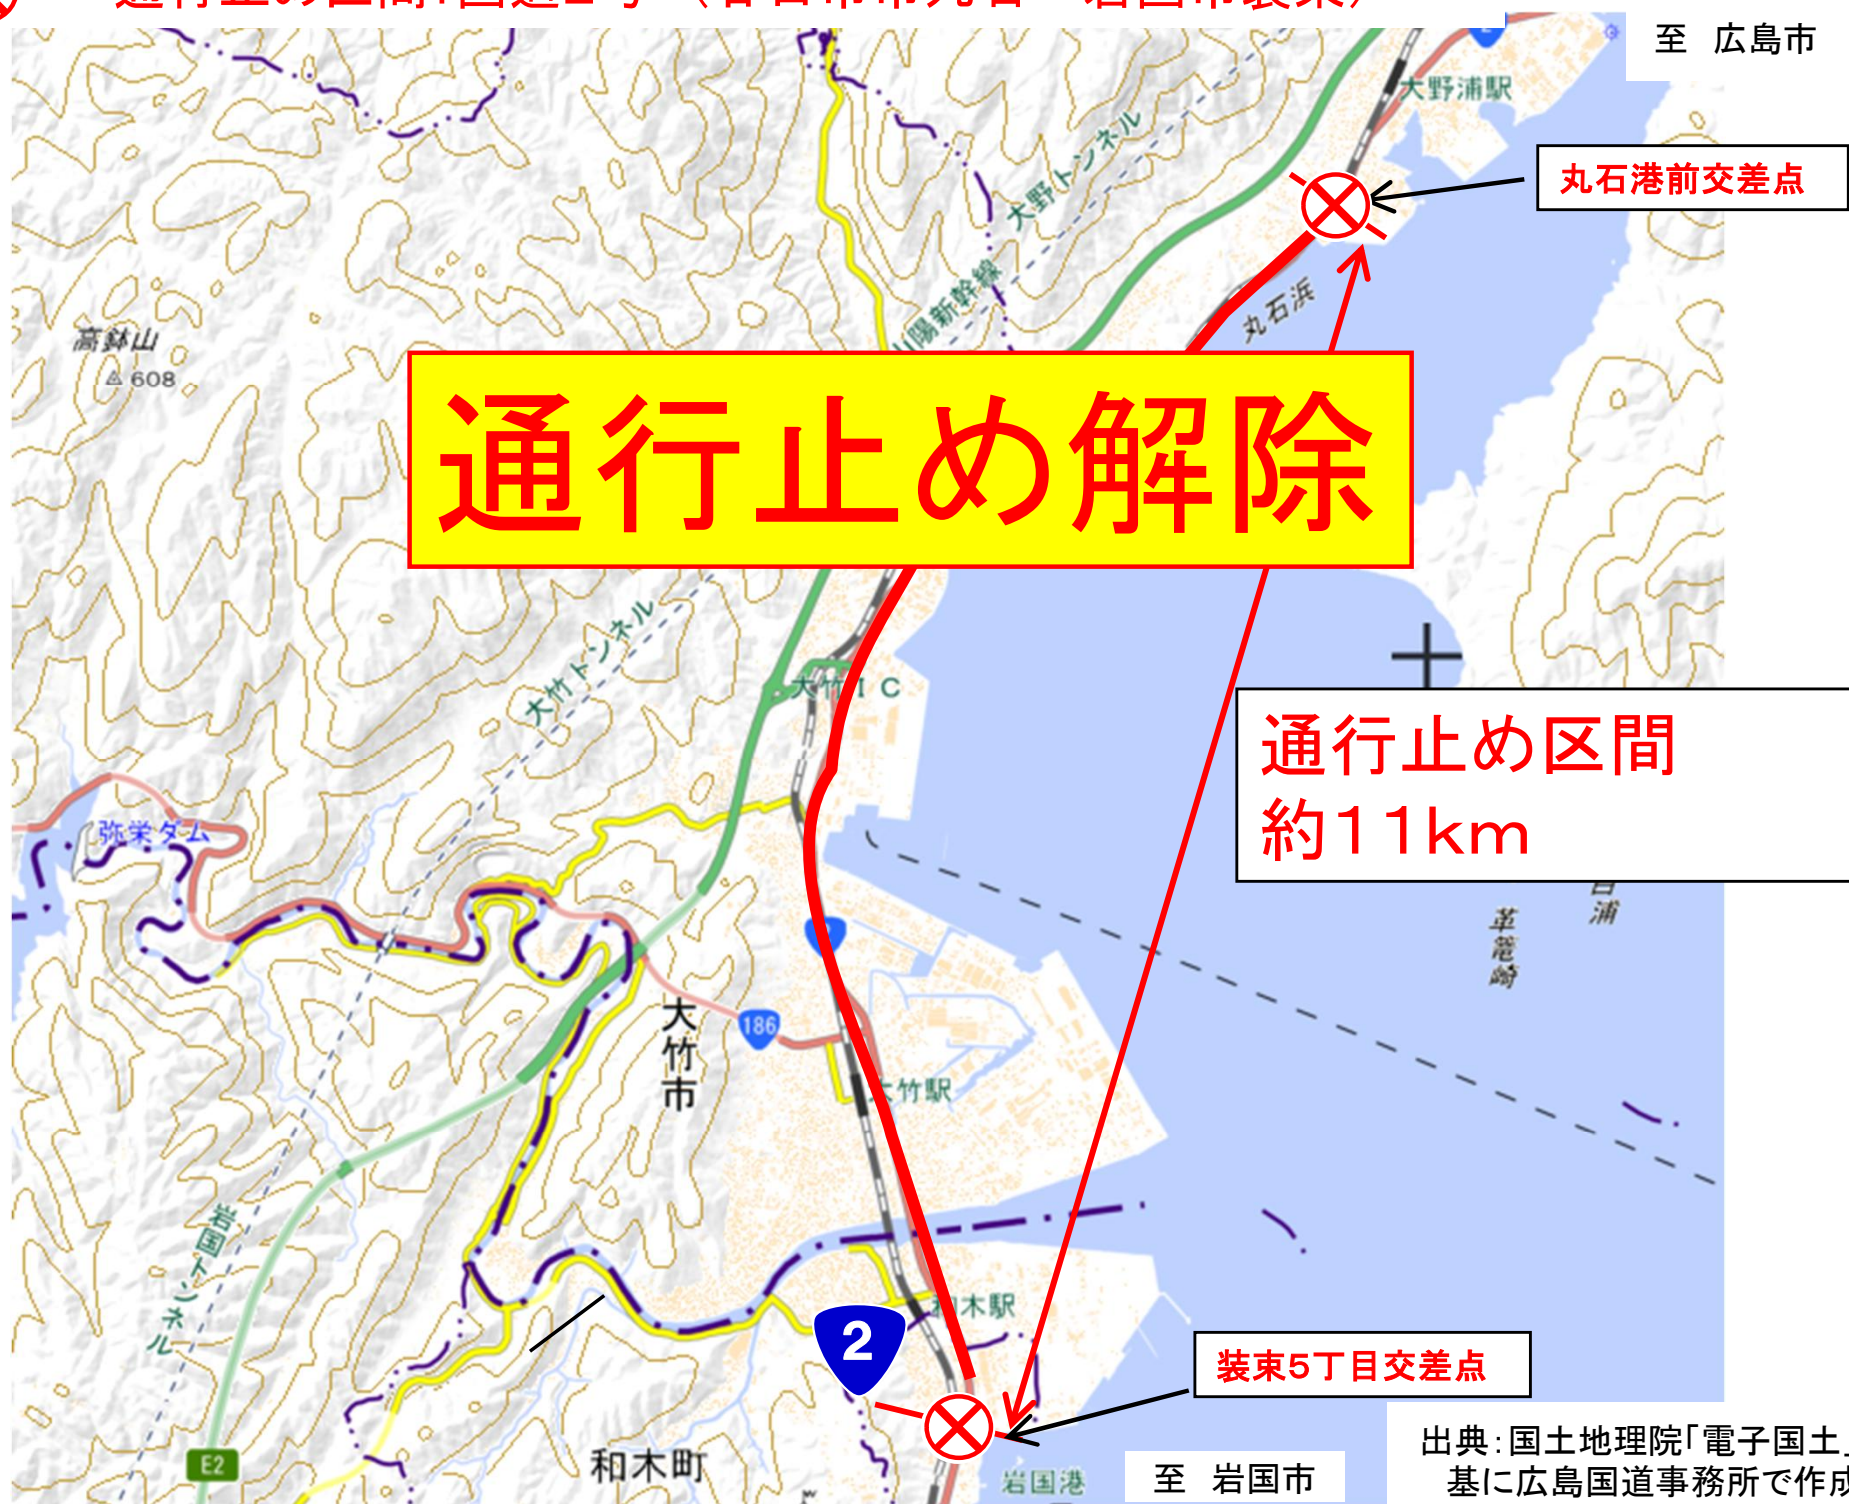 至 広島市
大野浦駅
丸石港前交差点
大野トンネル
山陽新幹線
丸石浜
高鉢山
608
通行止め解除
大竹トンネル
大竹IC
通行止め区間
約11km
弥栄ダム
革篭崎
大竹市
186
大竹駅
岩国トンネル
和木駅
2
装束5丁目交差点
E2
和木町
岩国港
至 岩国市
出典：国土地理院「電子国土」
基に広島国道事務所で作成